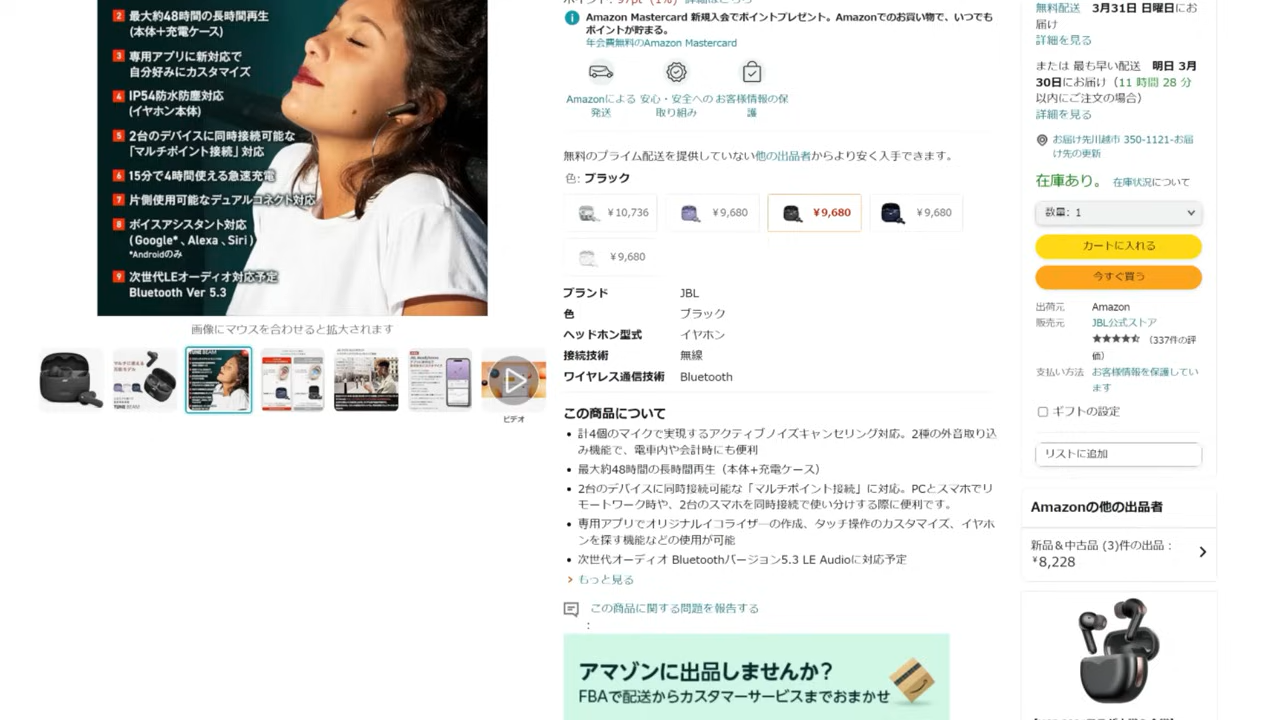 2 最大約48時間の長時間再生
(本体+充電ケース)
3 専用アプリに新対応で
自分好みにカスタマイズ
4 IP54防水防塵対応
(イヤホン本体)
5 2台のデバイスに同時接続可能な
「マルチポイント接続」対応
6 15分で4時間使える急速充電
7 片側使用可能なデュアルコネクト対応
8 ボイスアシスタント対応
(Google*、Alexa、Siri)
*Androidのみ
9 次世代LEオーディオ対応予定
Bluetooth Ver 5.3
画像にマウスを合わせると拡大されます
TUNE BEAM
ビデオ
ポイント: 97pt (1%) 詳細はこちら
Amazon Mastercard 新規入会でポイントプレゼント。Amazonでのお買い物で、いつでも
ポイントが貯まる。
年会費無料のAmazon Mastercard
Amazonによる
発送
安心・安全への
取り組み
お客様情報の保
護
無料のプライム配送を提供していない他の出品者からより安く入手できます。
色: ブラック
¥10,736
¥9,680
¥9,680
¥9,680
¥9,680
ブランド JBL
色 ブラック
ヘッドホン型式 イヤホン
接続技術 無線
ワイヤレス通信技術 Bluetooth
この商品について
• 計4個のマイクで実現するアクティブノイズキャンセリング対応。2種の外音取り込
み機能で、電車内や会計時にも便利
• 最大約48時間の長時間再生（本体+充電ケース）
• 2台のデバイスに同時接続可能な「マルチポイント接続」に対応。PCとスマホでリ
モートワーク時や、2台のスマホを同時接続で使い分けする際に便利です。
• 専用アプリでオリジナルイコライザーの作成、タッチ操作のカスタマイズ、イヤホ
ンを探す機能などの使用が可能
• 次世代オーディオ Bluetoothバージョン5.3 LE Audioに対応予定
もっと見る
この商品に関する問題を報告する
:
アマゾンに出品しませんか?
FBAで配送からカスタマーサービスまでおまかせ
無料配送 3月31日 日曜日にお
届け
詳細を見る
または 最も早い配送 明日 3月
30日にお届け（11 時間 28 分
以内にご注文の場合）
詳細を見る
お届け先川越市 350-1121-お届
け先の更新
在庫あり。 在庫状況について
数量: 1
カートに入れる
今すぐ買う
出荷元 Amazon
販売元 JBL公式ストア
(337件の評
価)
支払い方法 お客様情報を保護してい
ます
ギフトの設定
リストに追加
Amazonの他の出品者
新品＆中古品 (3)件の出品：
¥8,228